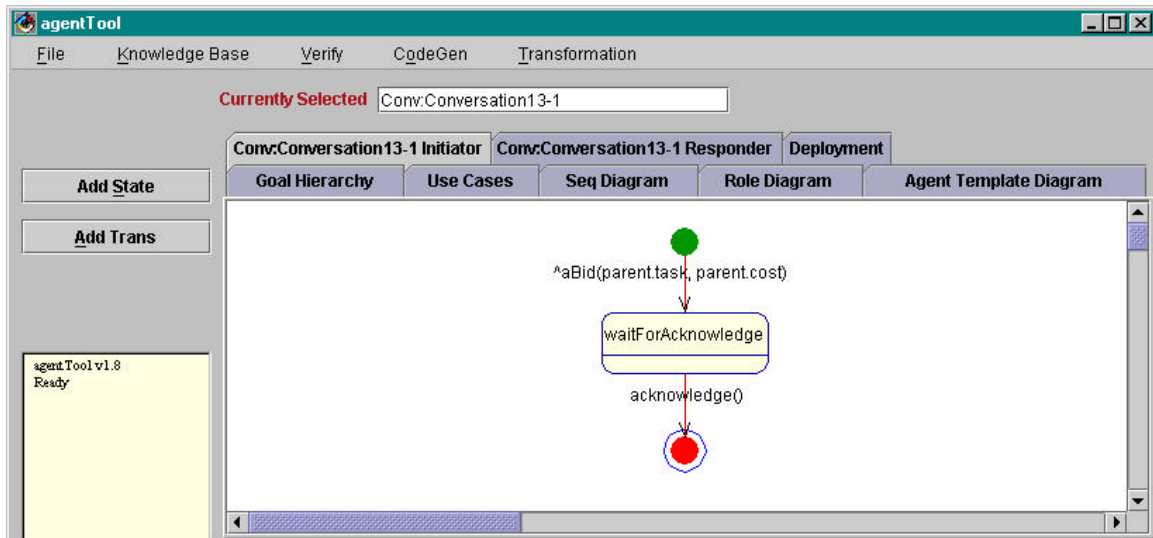 agentTool
File Knowledge Base Verify CodeGen Transformation
Currently Selected Conv:Conversation13-1
Conv:Conversation13-1 Initiator Conv:Conversation13-1 Responder Deployment
Goal Hierarchy Use Cases Seq Diagram Role Diagram Agent Template Diagram
Add State
Add Trans
^aBid(parent.task, parent.cost)
waitForAcknowledge
acknowledge()
agentTool v1.8
Ready